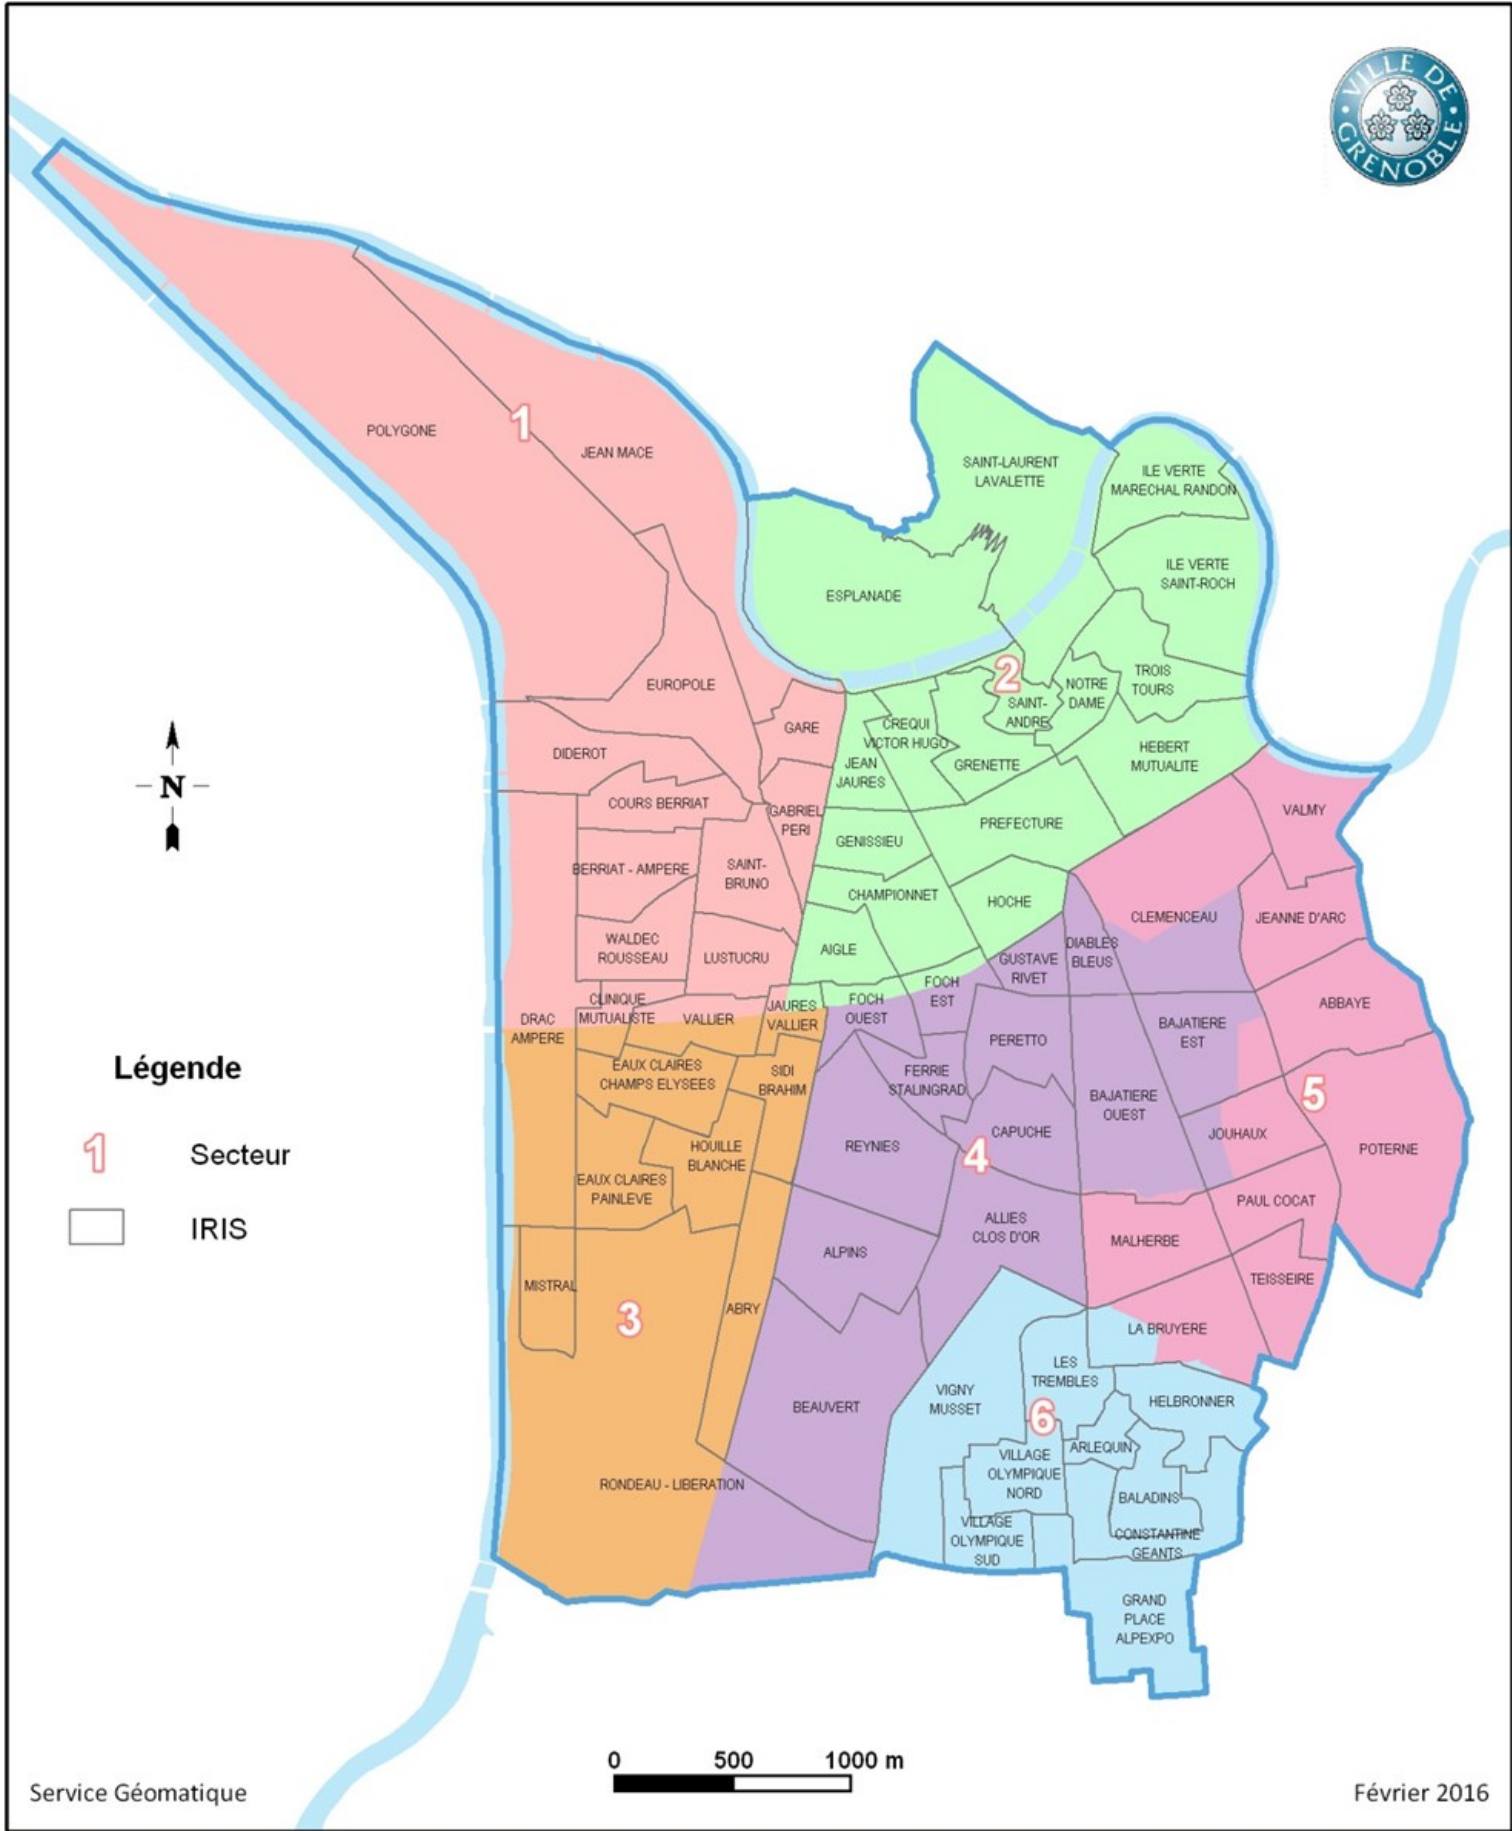 VILLE DE
GRENOBLE
POLYGONE
1
JEAN MACE
SAINT-LAURENT
LAVALETTE
ILE VERTE
MARECHAL RANDON
ILE VERTE
SAINT-ROCH
ESPLANADE
EUROPOLE
2
SAINT-
ANDRE
NOTRE
DAME
TROIS
TOURS
GARE
CREQUI
VICTOR HUGO
JEAN
JAURES
GRENETTE
HEBERT
MUTUALITE
DIDEROT
COURS BERRIAT
GABRIEL
PERI
GENISSIEU
PREFECTURE
VALMY
BERRIAT - AMPERE
SAINT-
BRUNO
CHAMPIONNET
HOCHE
CLEMENCEAU
JEANNE D'ARC
WALDEC
ROUSSEAU
LUSTUCRU
AIGLE
GUSTAVE
RIVET
DIABLES
BLEUS
CLINIQUE
MUTUALISTE
VALLIER
JAURES
VALLIER
FOCH
OUEST
FOCH
EST
ABBAYE
DRAC
AMPERE
PERETTO
BAJATIERE
EST
EAUX CLAIRES
CHAMPS ELYSEES
SIDI
BRAHIM
FERRIE
STALINGRAD
BAJATIERE
OUEST
5
HOUILLE
BLANCHE
REYNIES
CAPUCHE
4
JOUHAUX
POTERNE
EAUX CLAIRES
PAINLEVE
ALLIES
CLOS D'OR
PAUL COCAT
ALPINS
MALHERBE
MISTRAL
3
ABRY
TEISSEIRE
LA BRUYERE
LES
TREMBLES
BEAUVERT
VIGNY
MUSSET
6
HELBRONNER
ARLEQUIN
RONDEAU - LIBERATION
VILLAGE
OLYMPIQUE
NORD
BALADINS
VILLAGE
OLYMPIQUE
SUD
CONSTANTINE
GEANTS
GRAND
PLACE
ALPEXPO
N
Légende
1 Secteur
IRIS
0 500 1000 m
Service Géomatique
Février 2016